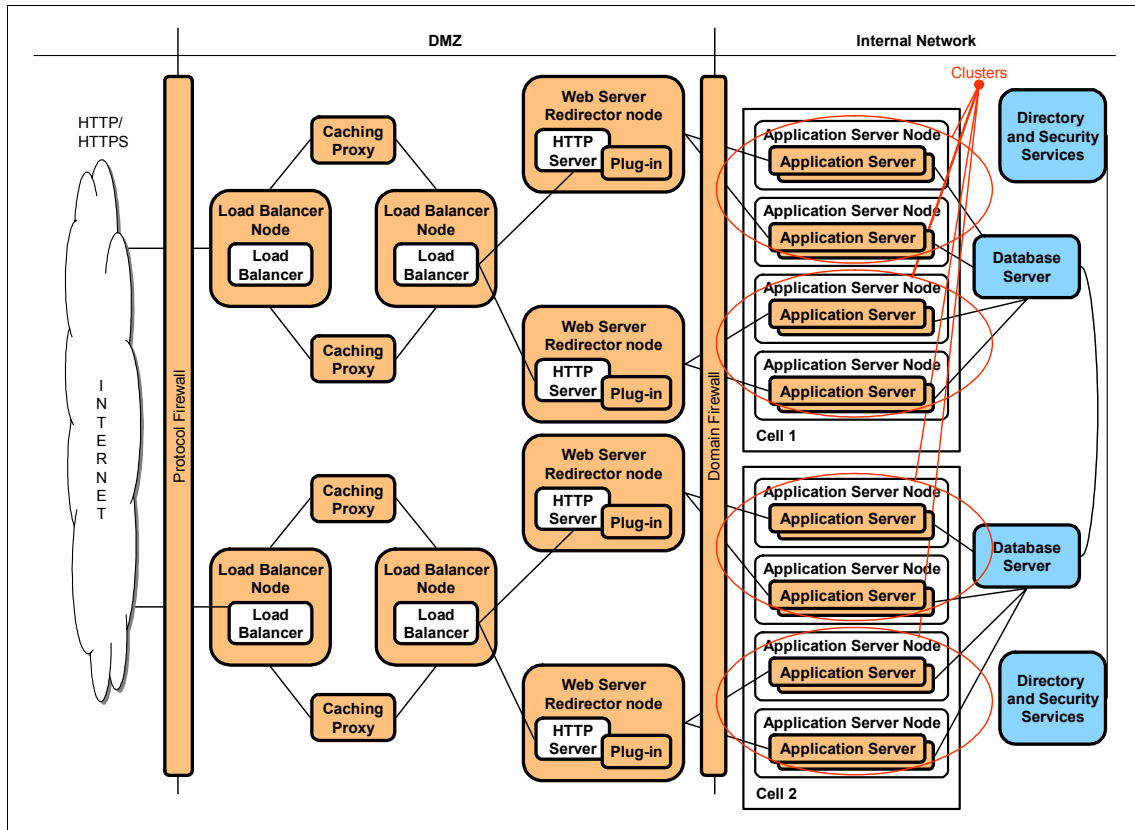 DMZ
Internal Network
Clusters
HTTP/
HTTPS
INTERNET
Protocol Firewall
Caching
Proxy
Load Balancer
Node
Load
Balancer
Load Balancer
Node
Load
Balancer
Caching
Proxy
Web Server
Redirector node
HTTP
Server
Plug-in
Web Server
Redirector node
HTTP
Server
Plug-in
Caching
Proxy
Load Balancer
Node
Load
Balancer
Load Balancer
Node
Load
Balancer
Caching
Proxy
Web Server
Redirector node
HTTP
Server
Plug-in
Web Server
Redirector node
HTTP
Server
Plug-in
Domain Firewall
Application Server Node
Application Server
Application Server Node
Application Server
Application Server Node
Application Server
Application Server Node
Application Server
Cell 1
Application Server Node
Application Server
Application Server Node
Application Server
Application Server Node
Application Server
Application Server Node
Application Server
Cell 2
Directory
and Security
Services
Database
Server
Database
Server
Directory
and Security
Services